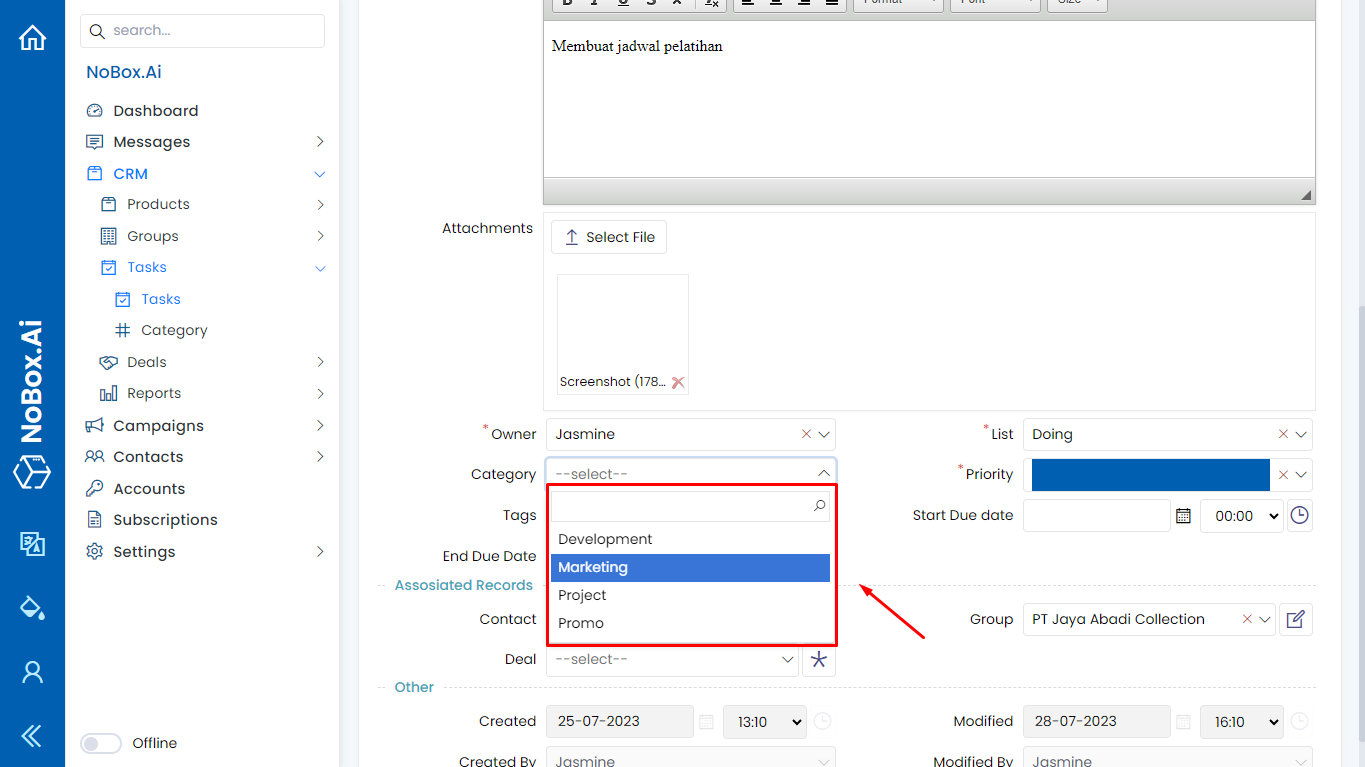 Format
Font
Size
search...
NoBox.Ai
Dashboard
Messages
CRM
Products
Groups
Tasks
Tasks
Category
Deals
Reports
Campaigns
Contacts
Accounts
Subscriptions
Settings
Offline
NoBox.Ai
Membuat jadwal pelatihan
Attachments
Select File
Screenshot (178...
*Owner Jasmine
*List Doing
Category --select--
*Priority
Tags
Start Due date 00:00
End Due Date
Development
Marketing
Project
Promo
Assosiated Records
Contact
Group PT Jaya Abadi Collection
Deal --select--
Other
Created 25-07-2023 13:10
Modified 28-07-2023 16:10
Created By Jasmine
Modified By Jasmine